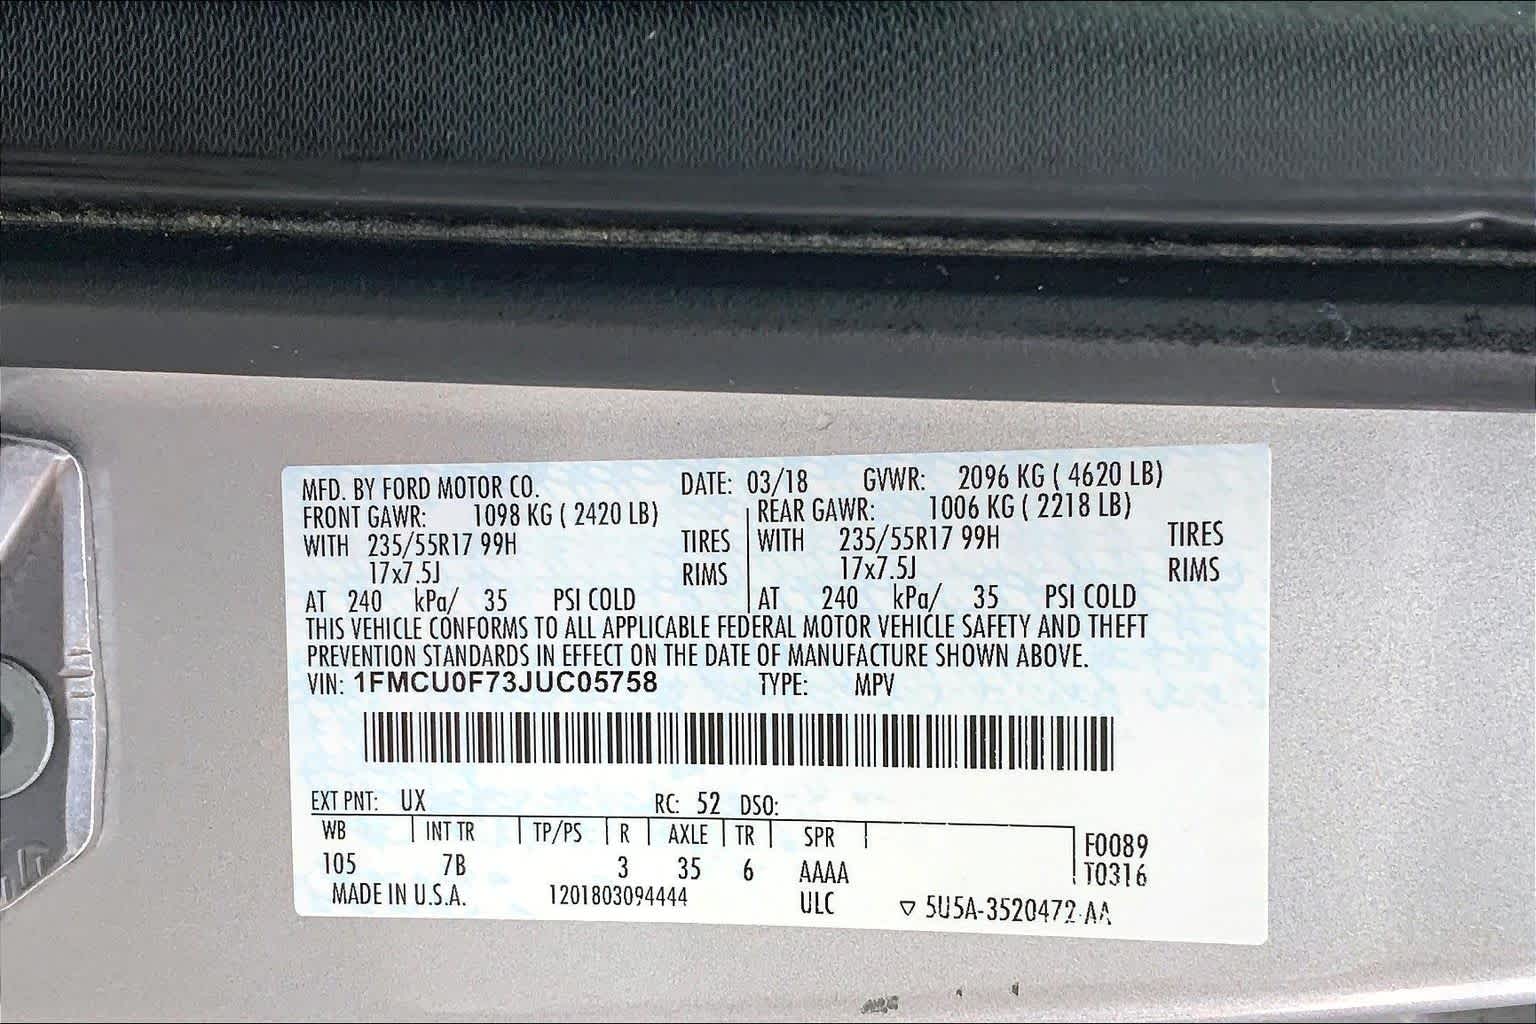 MFD. BY FORD MOTOR CO. DATE: 03/18 GVWR: 2096 KG ( 4620 LB)
FRONT GAWR: 1098 KG ( 2420 LB) REAR GAWR: 1006 KG ( 2218 LB)
WITH 235/55R17 99H TIRES WITH 235/55R17 99H TIRES
17x7.5J RIMS 17x7.5J RIMS
AT 240 kPa/ 35 PSI COLD AT 240 kPa/ 35 PSI COLD
THIS VEHICLE CONFORMS TO ALL APPLICABLE FEDERAL MOTOR VEHICLE SAFETY AND THEFT
PREVENTION STANDARDS IN EFFECT ON THE DATE OF MANUFACTURE SHOWN ABOVE.
VIN: 1FMCU0F73JUC05758 TYPE: MPV
EXT PNT: UX RC: 52 DSO:
WB INT TR TP/PS R AXLE TR SPR F0089
105 7B 3 35 6 AAAA T0316
MADE IN U.S.A. 1201803094444 ULC ▽ 5U5A-3520472-AA